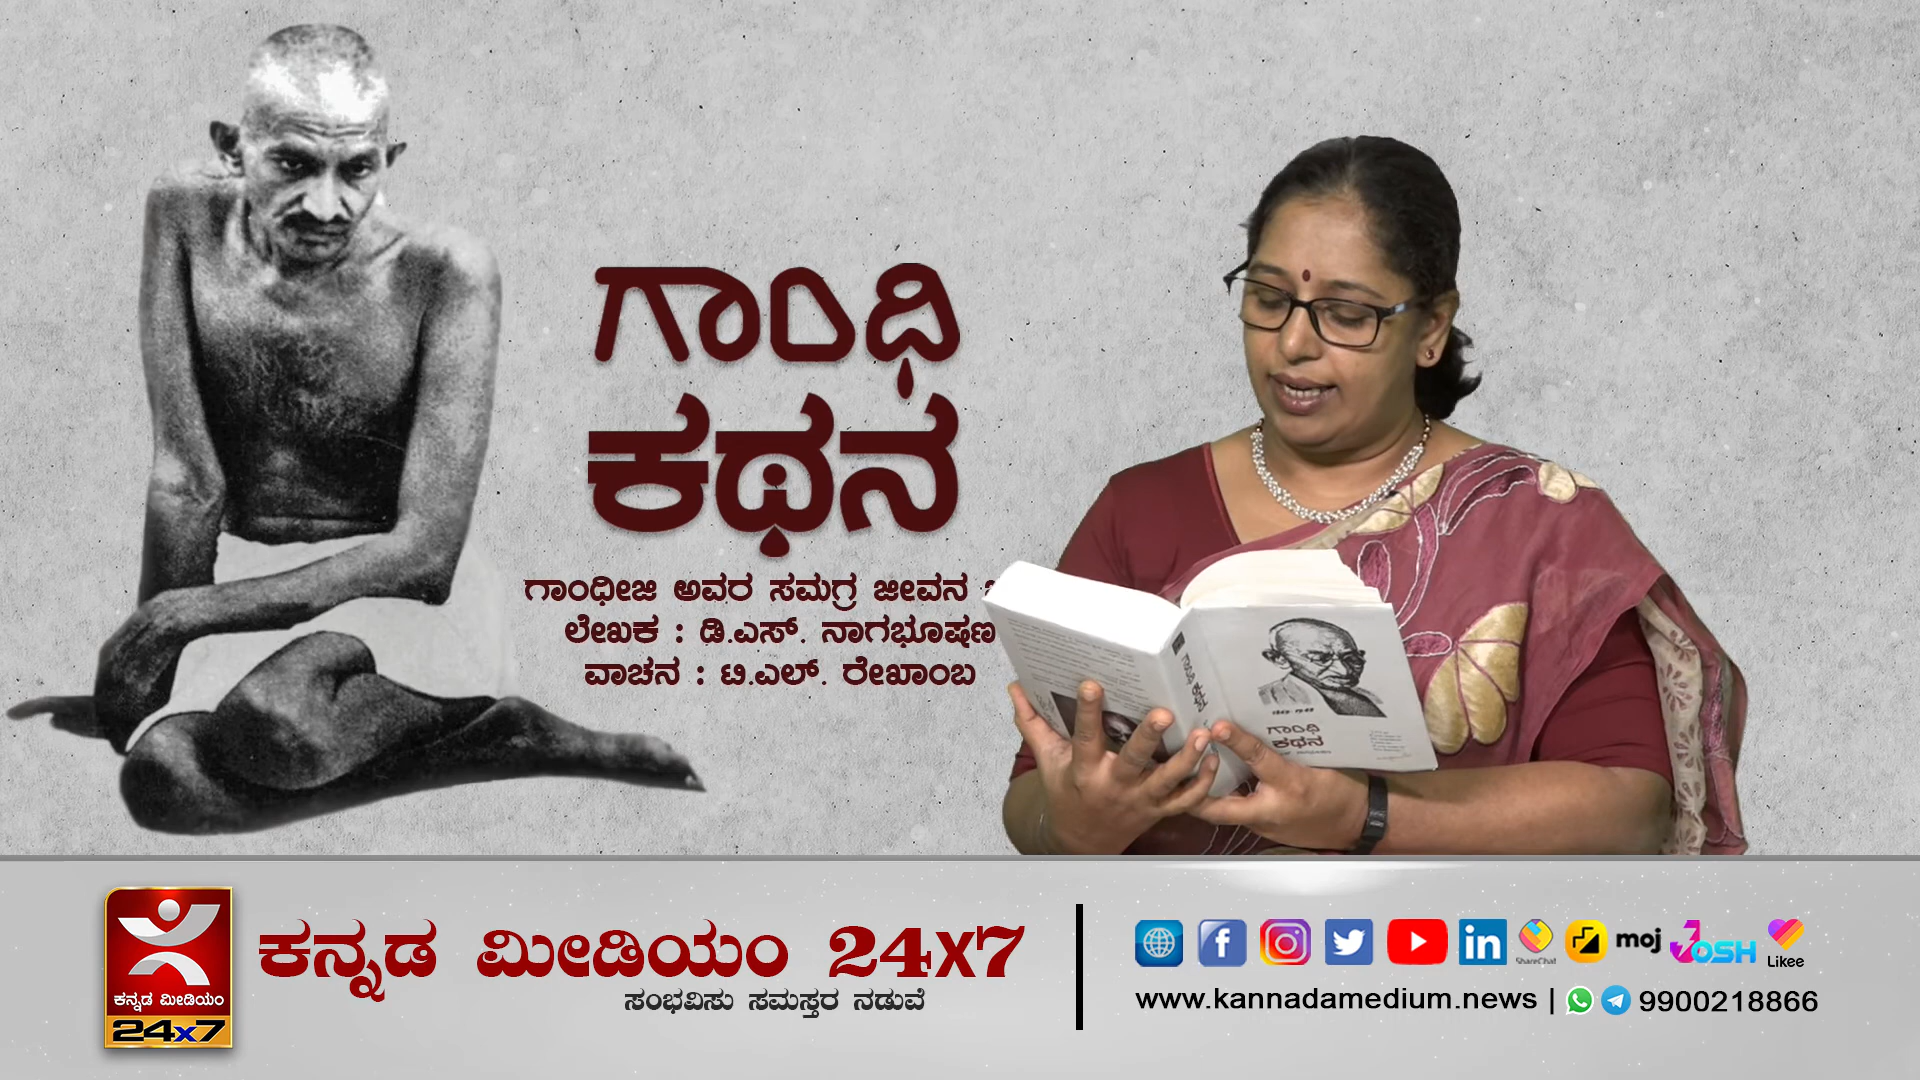 ಗಾಂಧಿ
ಕಥನ
ಗಾಂಧೀಜಿ ಅವರ ಸಮಗ್ರ ಜೀವನ
ಲೇಖಕ : ಡಿ.ಎಸ್. ನಾಗಭೂಷಣ
ವಾಚನ : ಟಿ.ಎಲ್. ರೇಖಾಂಬ
ಗಾಂಧಿ
ಕಥನ
ಕನ್ನಡ ಮೀಡಿಯಂ
24x7
ಕನ್ನಡ ಮೀಡಿಯಂ 24X7
ಸಂಭವಿಸು ಸಮಸ್ತರ ನಡುವೆ
ShareChat
moj
JOSH
Likee
www.kannadamedium.news | 9900218866